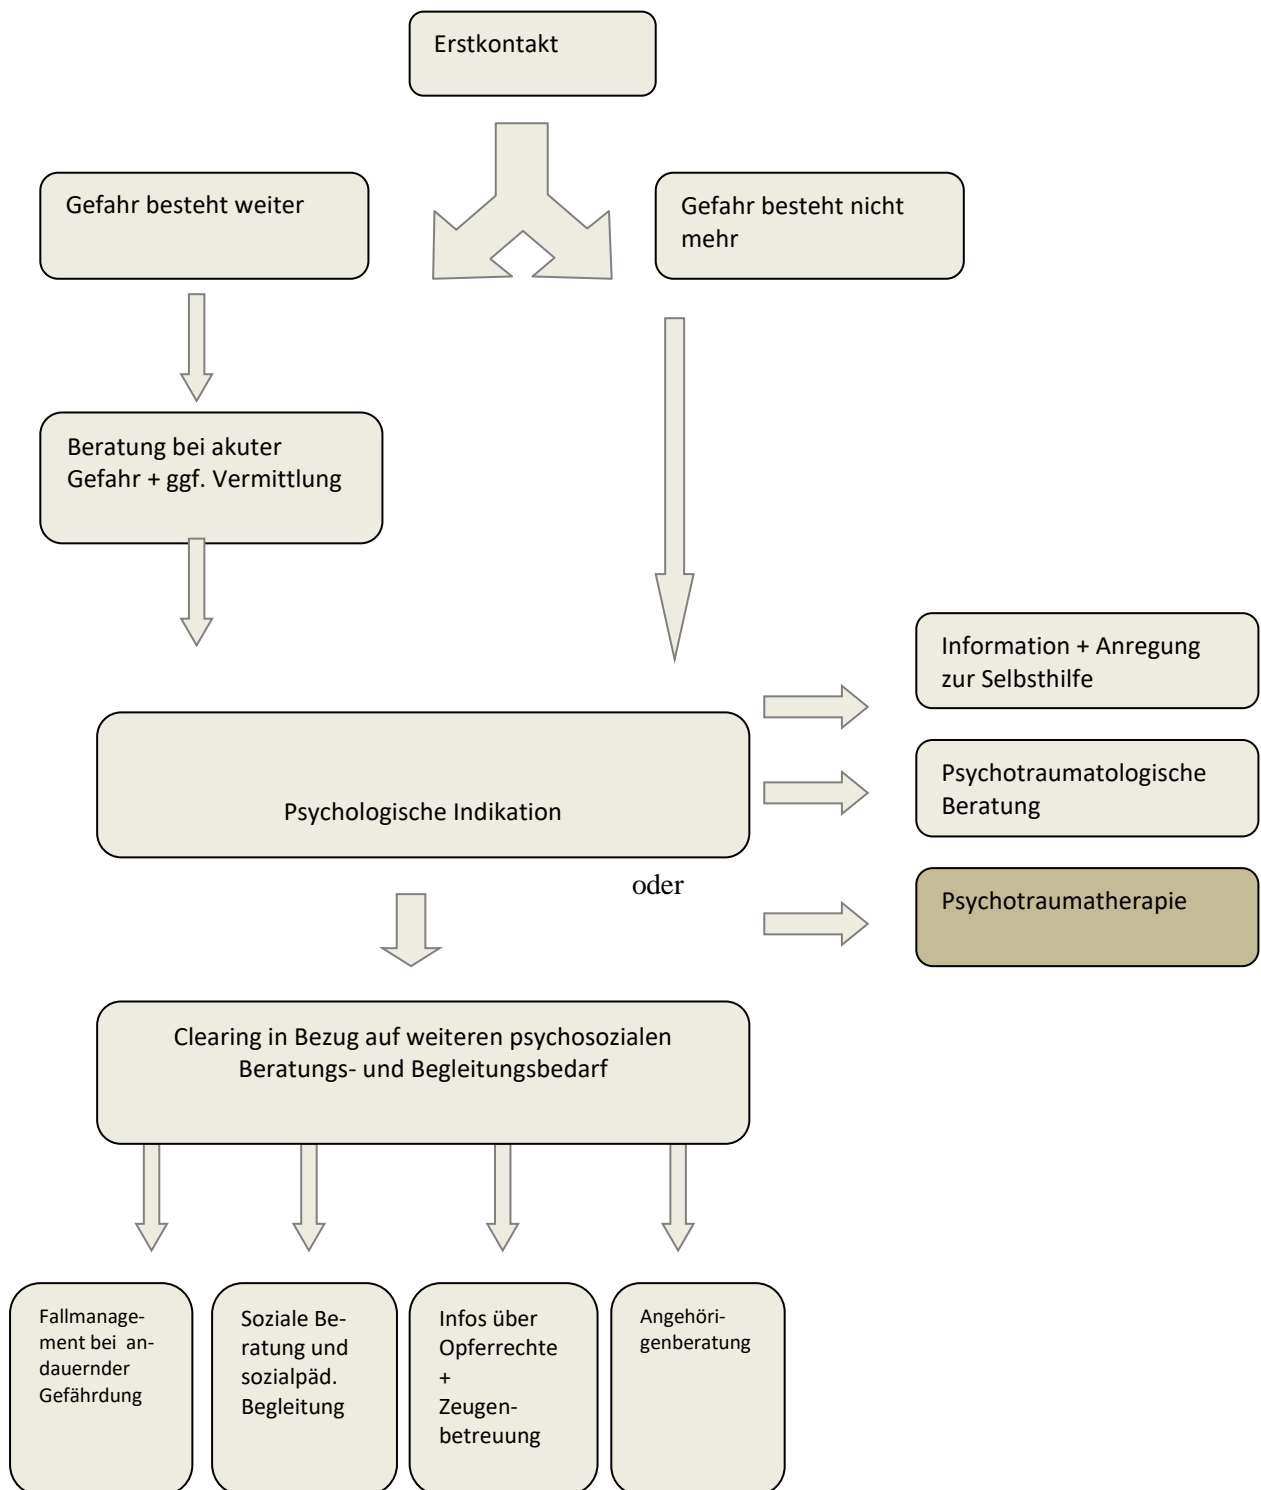 Erstkontakt
Gefahr besteht weiter
Gefahr besteht nicht
mehr
Beratung bei akuter
Gefahr + ggf. Vermittlung
Information + Anregung
zur Selbsthilfe
Psychotraumatologische
Beratung
Psychologische Indikation
oder
Psychotraumatherapie
Clearing in Bezug auf weiteren psychosozialen
Beratungs- und Begleitungsbedarf
Fallmanage-
ment bei an-
dauernder
Gefährdung
Soziale Be-
ratung und
sozialpäd.
Begleitung
Infos über
Opferrechte
+
Zeugen-
betreuung
Angehöri-
genberatung